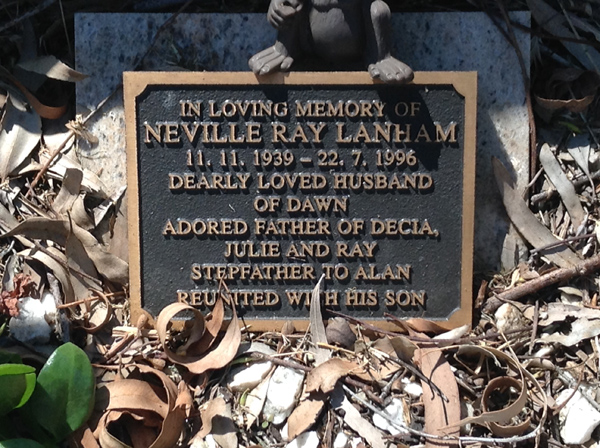 IN LOVING MEMORY OF
NEVILLE RAY LANHAM
11. 11. 1939 – 22. 7. 1996
DEARLY LOVED HUSBAND
OF DAWN
ADORED FATHER OF DECIA,
JULIE AND RAY
STEPFATHER TO ALAN
REUNITED WITH HIS SON